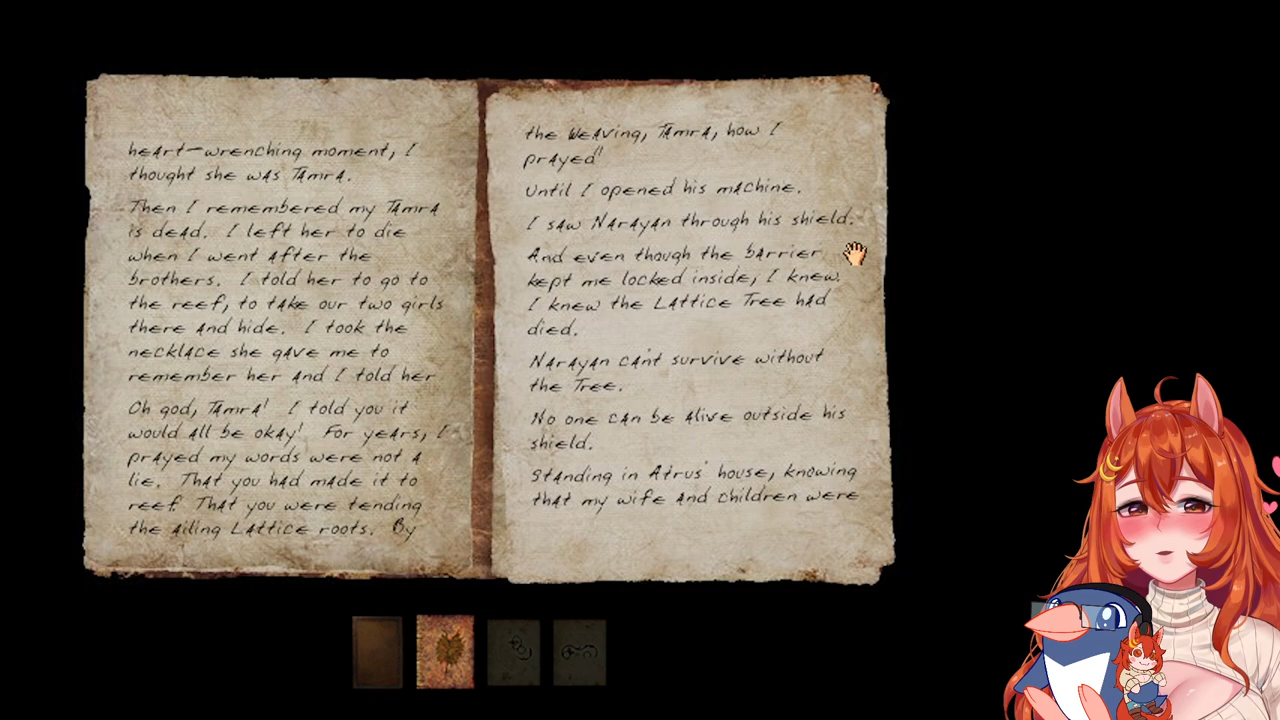 heart-wrenching moment, I
thought she was Tamra.
Then I remembered my Tamra
is dead. I left her to die
when I went after the
brothers. I told her to go to
the reef, to take our two girls
there and hide. I took the
necklace she gave me to
remember her and I told her
Oh god, Tamra! I told you it
would all be okay! For years, I
prayed my words were not a
lie. That you had made it to
reef. That you were tending
the ailing Lattice roots. By
the Weaving, Tamra, how I
prayed!
Until I opened his machine.
I saw Narayan through his shield.
And even though the barrier
kept me locked inside, I knew.
I knew the Lattice Tree had
died.
Narayan can't survive without
the Tree.
No one can be alive outside his
shield.
Standing in Atrus' house, knowing
that my wife and children were